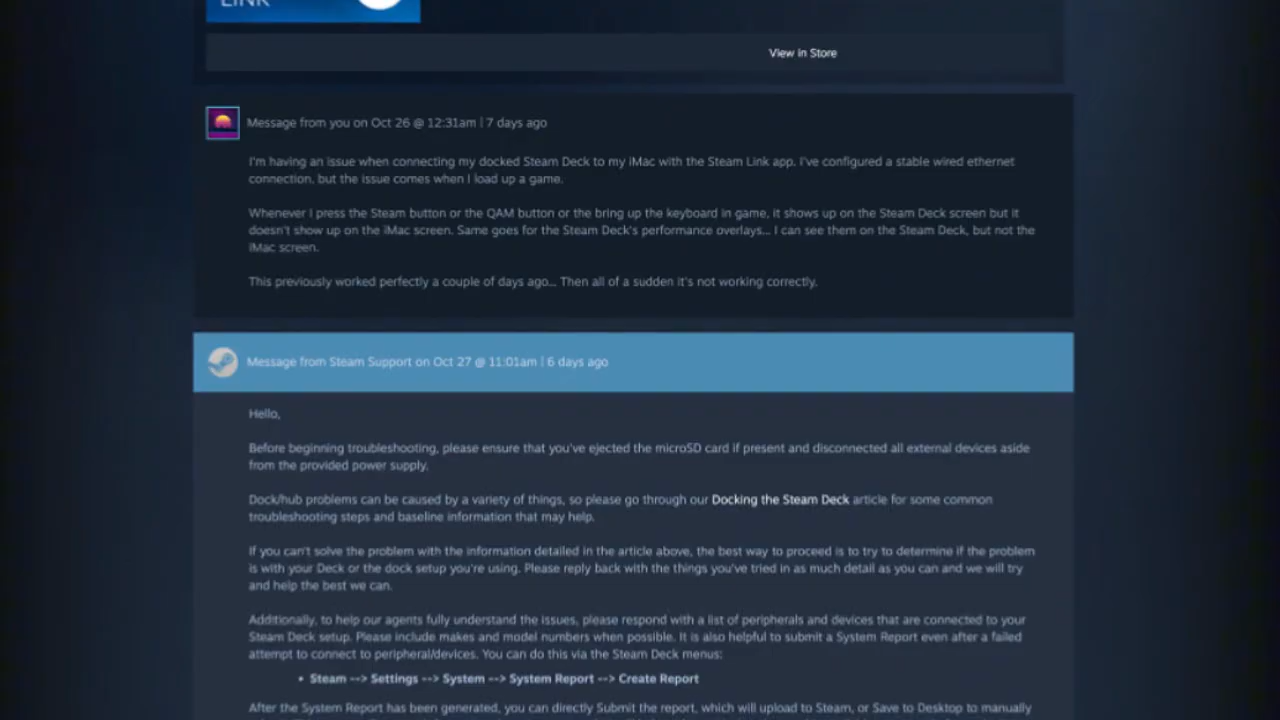 LINK
View in Store
Message from you on Oct 26 @ 12:31am | 7 days ago
I'm having an issue when connecting my docked Steam Deck to my iMac with the Steam Link app. I've configured a stable wired ethernet
connection, but the issue comes when I load up a game.
Whenever I press the Steam button or the QAM button or the bring up the keyboard in game, it shows up on the Steam Deck screen but it
doesn't show up on the iMac screen. Same goes for the Steam Deck's performance overlays... I can see them on the Steam Deck, but not the
iMac screen.
This previously worked perfectly a couple of days ago... Then all of a sudden it's not working correctly.
Message from Steam Support on Oct 27 @ 11:01am | 6 days ago
Hello,
Before beginning troubleshooting, please ensure that you've ejected the microSD card if present and disconnected all external devices aside
from the provided power supply.
Dock/hub problems can be caused by a variety of things, so please go through our Docking the Steam Deck article for some common
troubleshooting steps and baseline information that may help.
If you can't solve the problem with the information detailed in the article above, the best way to proceed is to try to determine if the problem
is with your Deck or the dock setup you're using. Please reply back with the things you've tried in as much detail as you can and we will try
and help the best we can.
Additionally, to help our agents fully understand the issues, please respond with a list of peripherals and devices that are connected to your
Steam Deck setup. Please include makes and model numbers when possible. It is also helpful to submit a System Report even after a failed
attempt to connect to peripheral/devices. You can do this via the Steam Deck menus:
• Steam --> Settings --> System --> System Report --> Create Report
After the System Report has been generated, you can directly Submit the report, which will upload to Steam, or Save to Desktop to manually